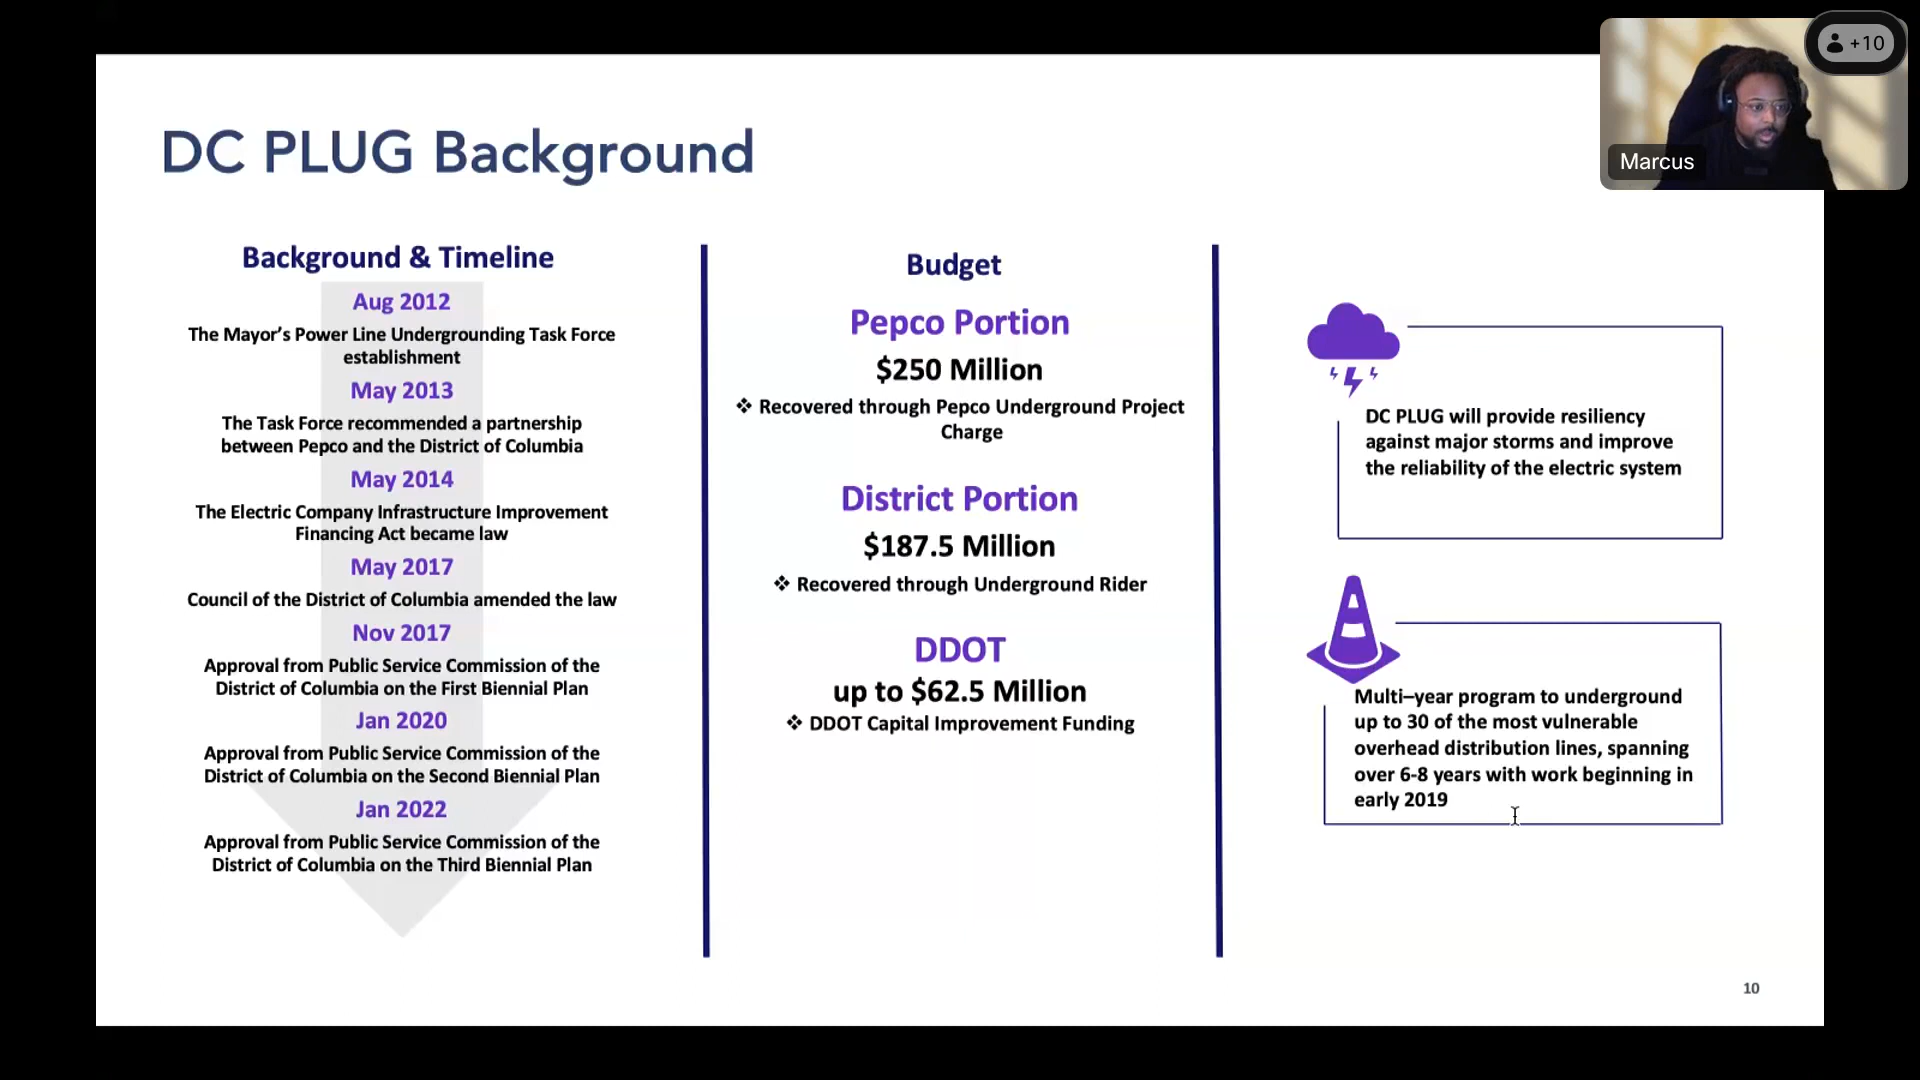 +10
Marcus
DC PLUG Background
Background & Timeline
Aug 2012
The Mayor’s Power Line Undergrounding Task Force
establishment
May 2013
The Task Force recommended a partnership
between Pepco and the District of Columbia
May 2014
The Electric Company Infrastructure Improvement
Financing Act became law
May 2017
Council of the District of Columbia amended the law
Nov 2017
Approval from Public Service Commission of the
District of Columbia on the First Biennial Plan
Jan 2020
Approval from Public Service Commission of the
District of Columbia on the Second Biennial Plan
Jan 2022
Approval from Public Service Commission of the
District of Columbia on the Third Biennial Plan
Budget
Pepco Portion
$250 Million
❖ Recovered through Pepco Underground Project
Charge
District Portion
$187.5 Million
❖ Recovered through Underground Rider
DDOT
up to $62.5 Million
❖ DDOT Capital Improvement Funding
DC PLUG will provide resiliency
against major storms and improve
the reliability of the electric system
Multi–year program to underground
up to 30 of the most vulnerable
overhead distribution lines, spanning
over 6-8 years with work beginning in
early 2019
10